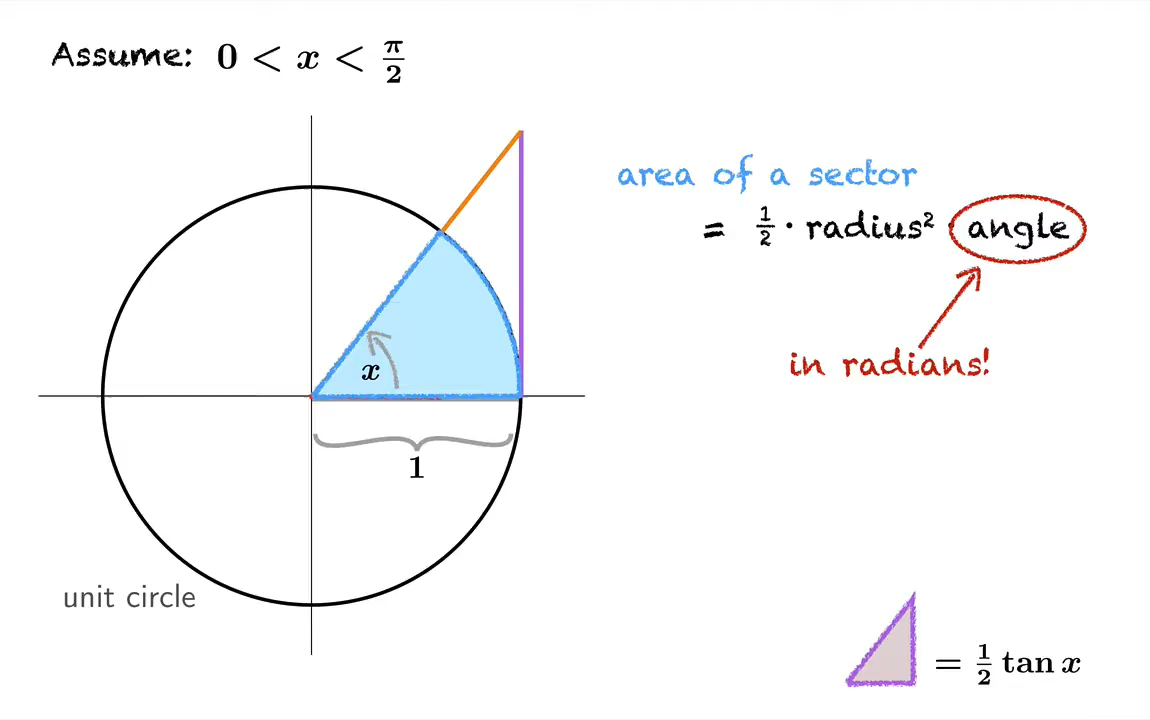 Assume: 0 < x < π/2
area of a sector
= 1/2 · radius² · angle
in radians!
x
1
unit circle
= 1/2 tan x